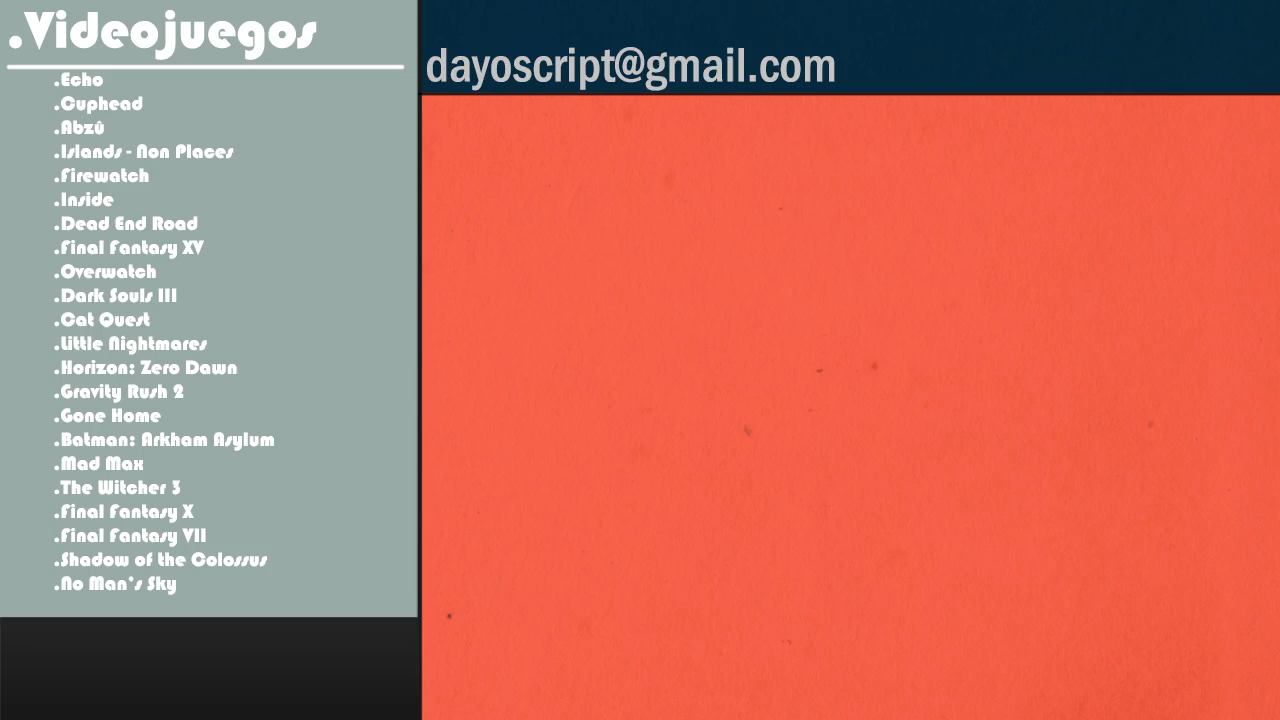 .Videojuegos
.Echo
.Cuphead
.Abzû
.Islands - Non Places
.Firewatch
.Inside
.Dead End Road
.Final Fantasy XV
.Overwatch
.Dark Souls III
.Cat Quest
.Little Nightmares
.Horizon: Zero Dawn
.Gravity Rush 2
.Gone Home
.Batman: Arkham Asylum
.Mad Max
.The Witcher 3
.Final Fantasy X
.Final Fantasy VII
.Shadow of the Colossus
.No Man's Sky
dayoscript@gmail.com